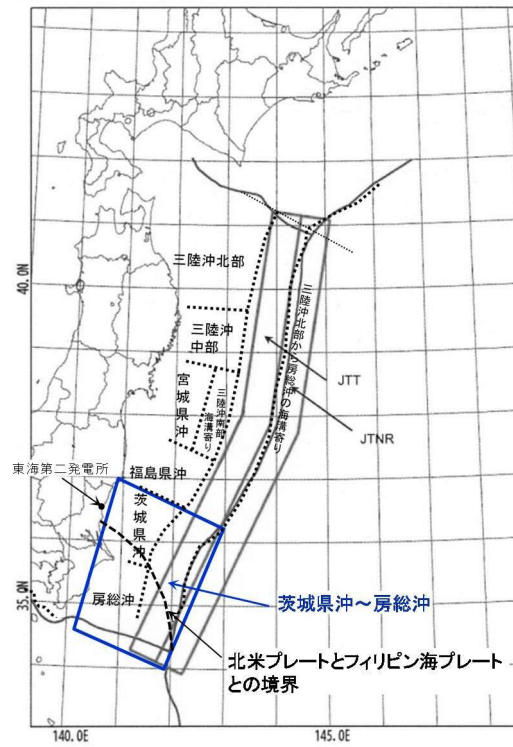 三陸沖北部
40.0N
三陸沖
中部
三陸沖北部から房総沖の海溝寄り
JTT
宮城県沖
三陸沖南部
海溝寄り
JTNR
福島県沖
東海第二発電所
茨城県沖
35.0N
房総沖
茨城県沖～房総沖
北米プレートとフィリピン海プレート
との境界
140.0E
145.0E